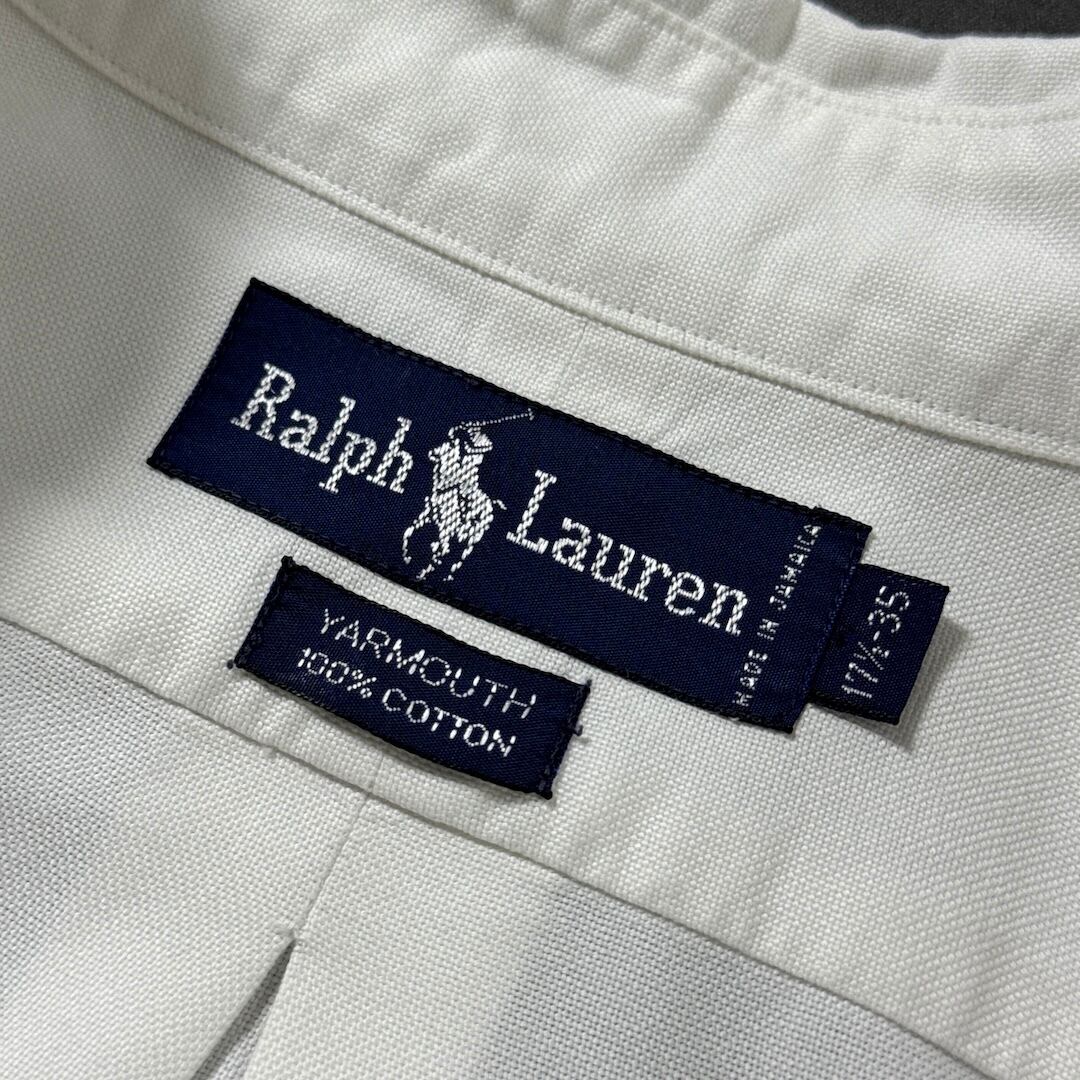 Ralph Lauren
MADE IN JAMAICA
17½-35
YARMOUTH
100% COTTON